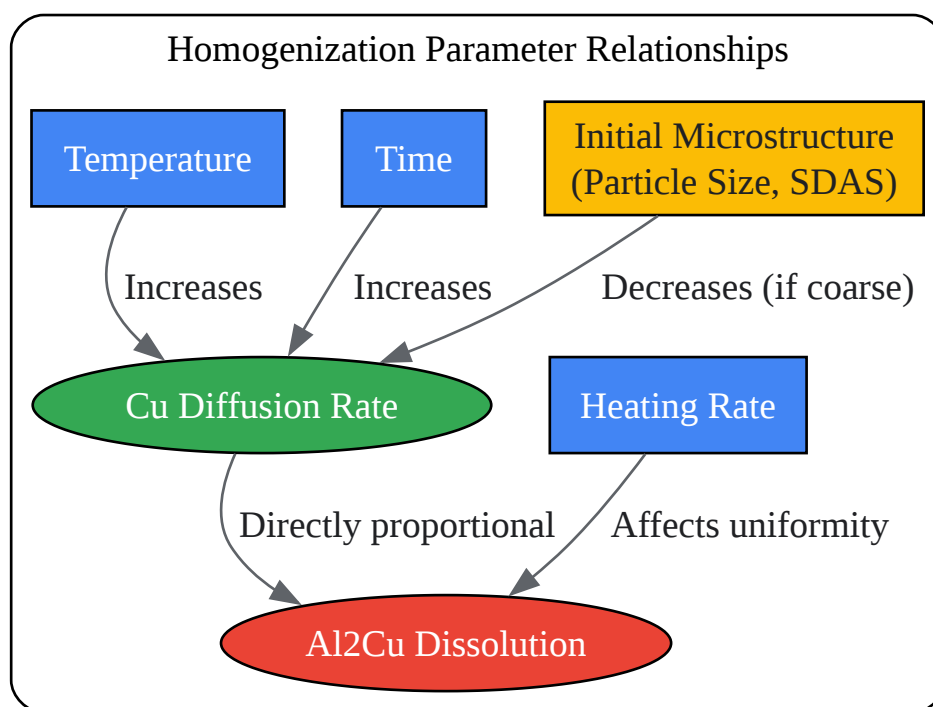 Homogenization Parameter Relationships
Temperature
Time
Initial Microstructure
(Particle Size, SDAS)
Increases
Increases
Decreases (if coarse)
Cu Diffusion Rate
Heating Rate
Directly proportional
Affects uniformity
Al2Cu Dissolution